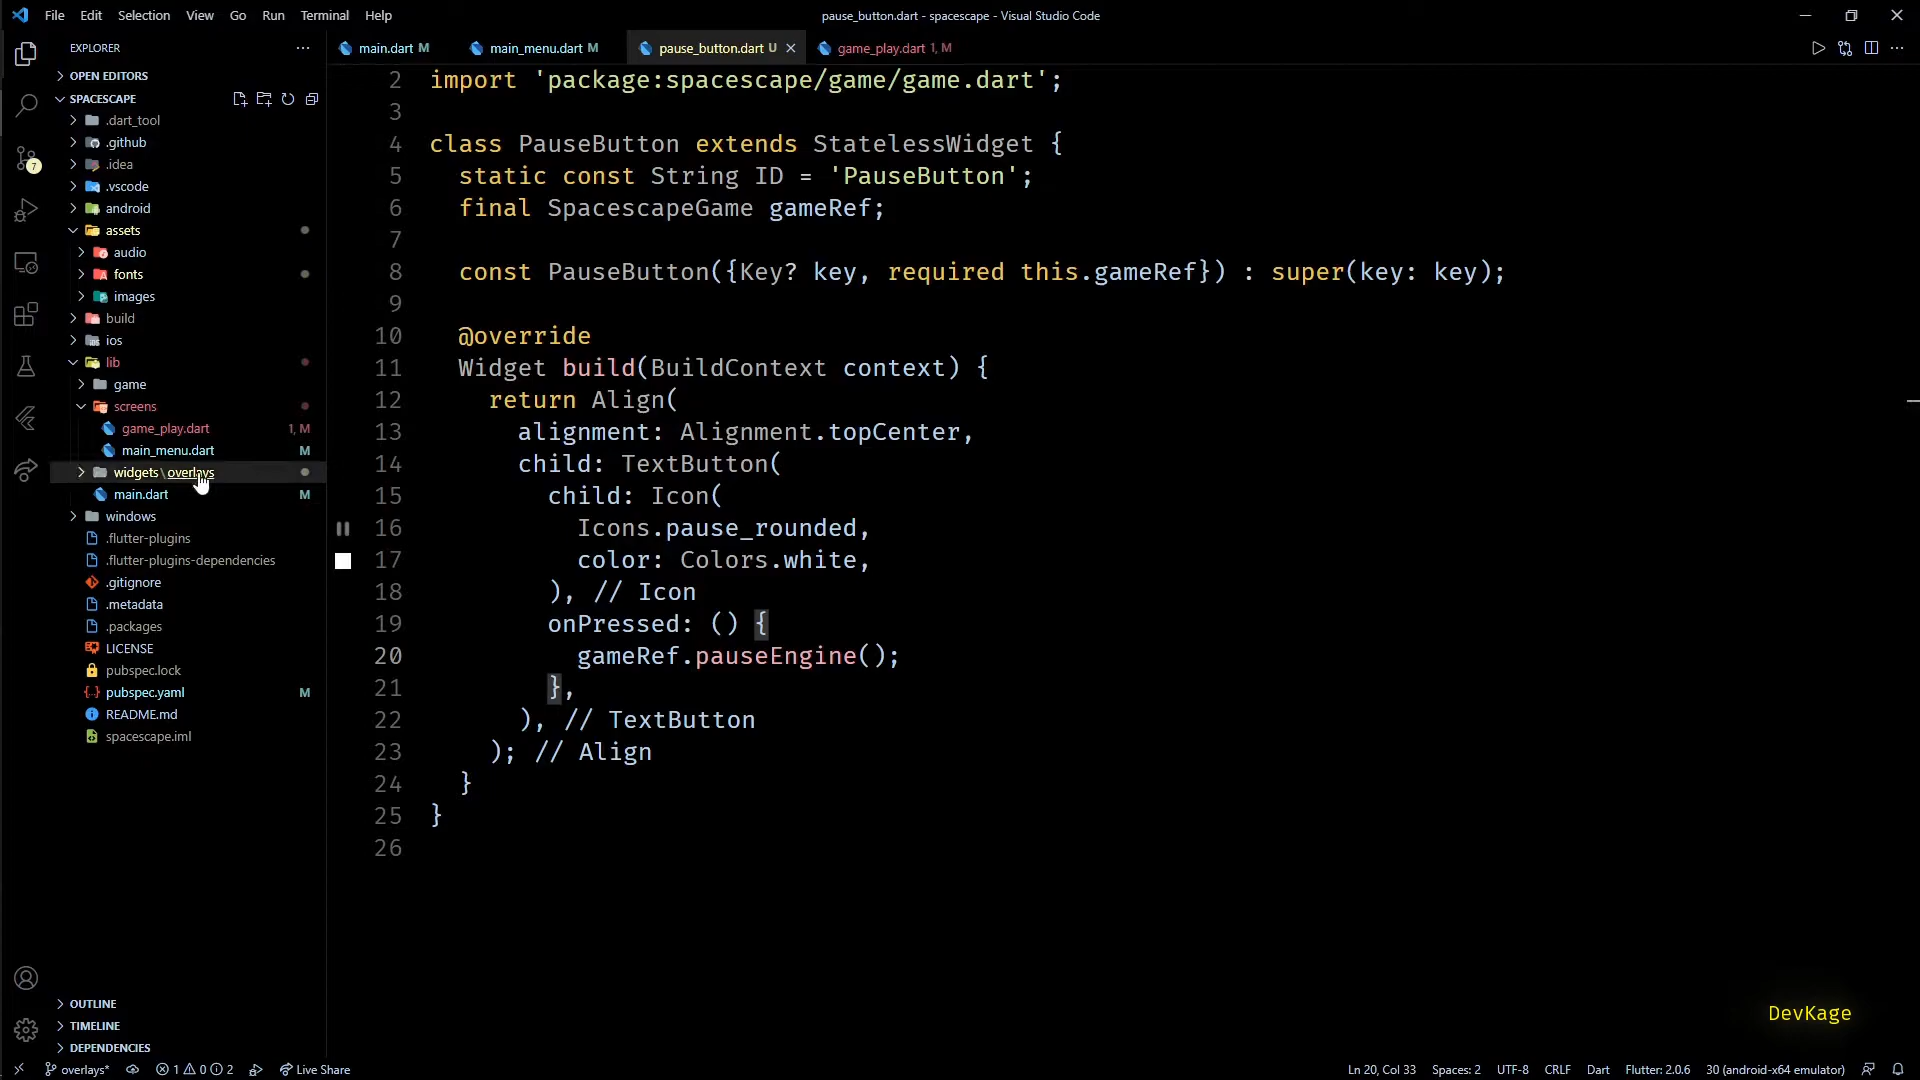 File Edit Selection View Go Run Terminal Help
pause_button.dart - spacescape - Visual Studio Code
EXPLORER
OPEN EDITORS
SPACESCAPE
.dart_tool
.github
.idea
.vscode
android
assets
audio
fonts
images
build
ios
lib
game
screens
game_play.dart 1, M
main_menu.dart M
widgets \ overlays
main.dart M
windows
.flutter-plugins
.flutter-plugins-dependencies
.gitignore
.metadata
.packages
LICENSE
pubspec.lock
pubspec.yaml M
README.md
spacescape.iml
OUTLINE
TIMELINE
DEPENDENCIES
7
main.dart M main_menu.dart M pause_button.dart U game_play.dart 1, M
2 import 'package:spacescape/game/game.dart';
3
4 class PauseButton extends StatelessWidget {
5 static const String ID = 'PauseButton';
6 final SpacescapeGame gameRef;
7
8 const PauseButton({Key? key, required this.gameRef}) : super(key: key);
9
10 @override
11 Widget build(BuildContext context) {
12 return Align(
13 alignment: Alignment.topCenter,
14 child: TextButton(
15 child: Icon(
16 Icons.pause_rounded,
17 color: Colors.white,
18 ), // Icon
19 onPressed: () {
20 gameRef.pauseEngine();
21 },
22 ), // TextButton
23 ); // Align
24 }
25 }
26
DevKage
overlays* 1 0 2 Live Share Ln 20, Col 33 Spaces: 2 UTF-8 CRLF Dart Flutter: 2.0.6 30 (android-x64 emulator)